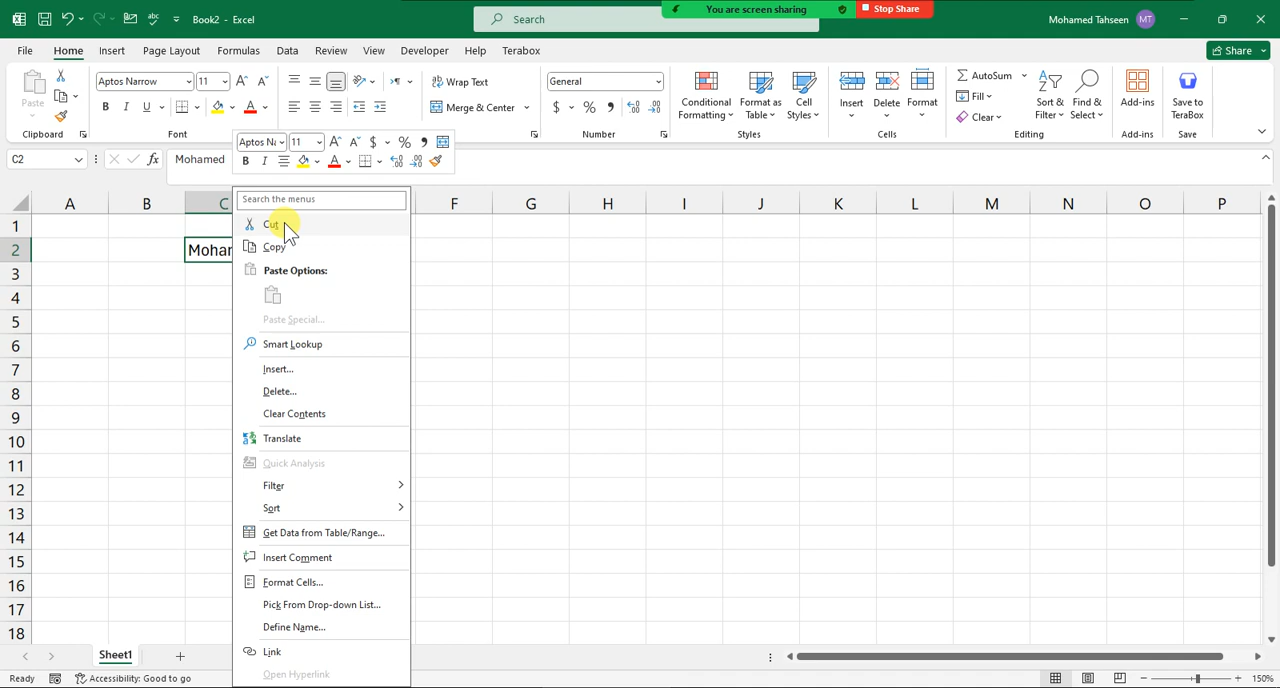 Book2 - Excel
Search
You are screen sharing
Stop Share
Mohamed Tahseen MT
File Home Insert Page Layout Formulas Data Review View Developer Help Terabox
Share
Paste
Aptos Narrow 11
Wrap Text
General
Conditional Formatting
Format as Table
Cell Styles
Insert
Delete
Format
AutoSum
Fill
Clear
Sort & Filter
Find & Select
Add-ins
Save to TeraBox
B I U
Merge & Center
$ % ,
Clipboard Font Number Styles Cells Editing Add-ins Save
C2 fx Mohamed
Aptos Na 11 A A $ % ,
B I A
A B C F G H I J K L M N O P
1
2 Mohar
3
4
5
6
7
8
9
10
11
12
13
14
15
16
17
18
Search the menus
Cut
Copy
Paste Options:
Paste Special...
Smart Lookup
Insert...
Delete...
Clear Contents
Translate
Quick Analysis
Filter
Sort
Get Data from Table/Range...
Insert Comment
Format Cells...
Pick From Drop-down List...
Define Name...
Link
Open Hyperlink
Sheet1
Ready Accessibility: Good to go
150%